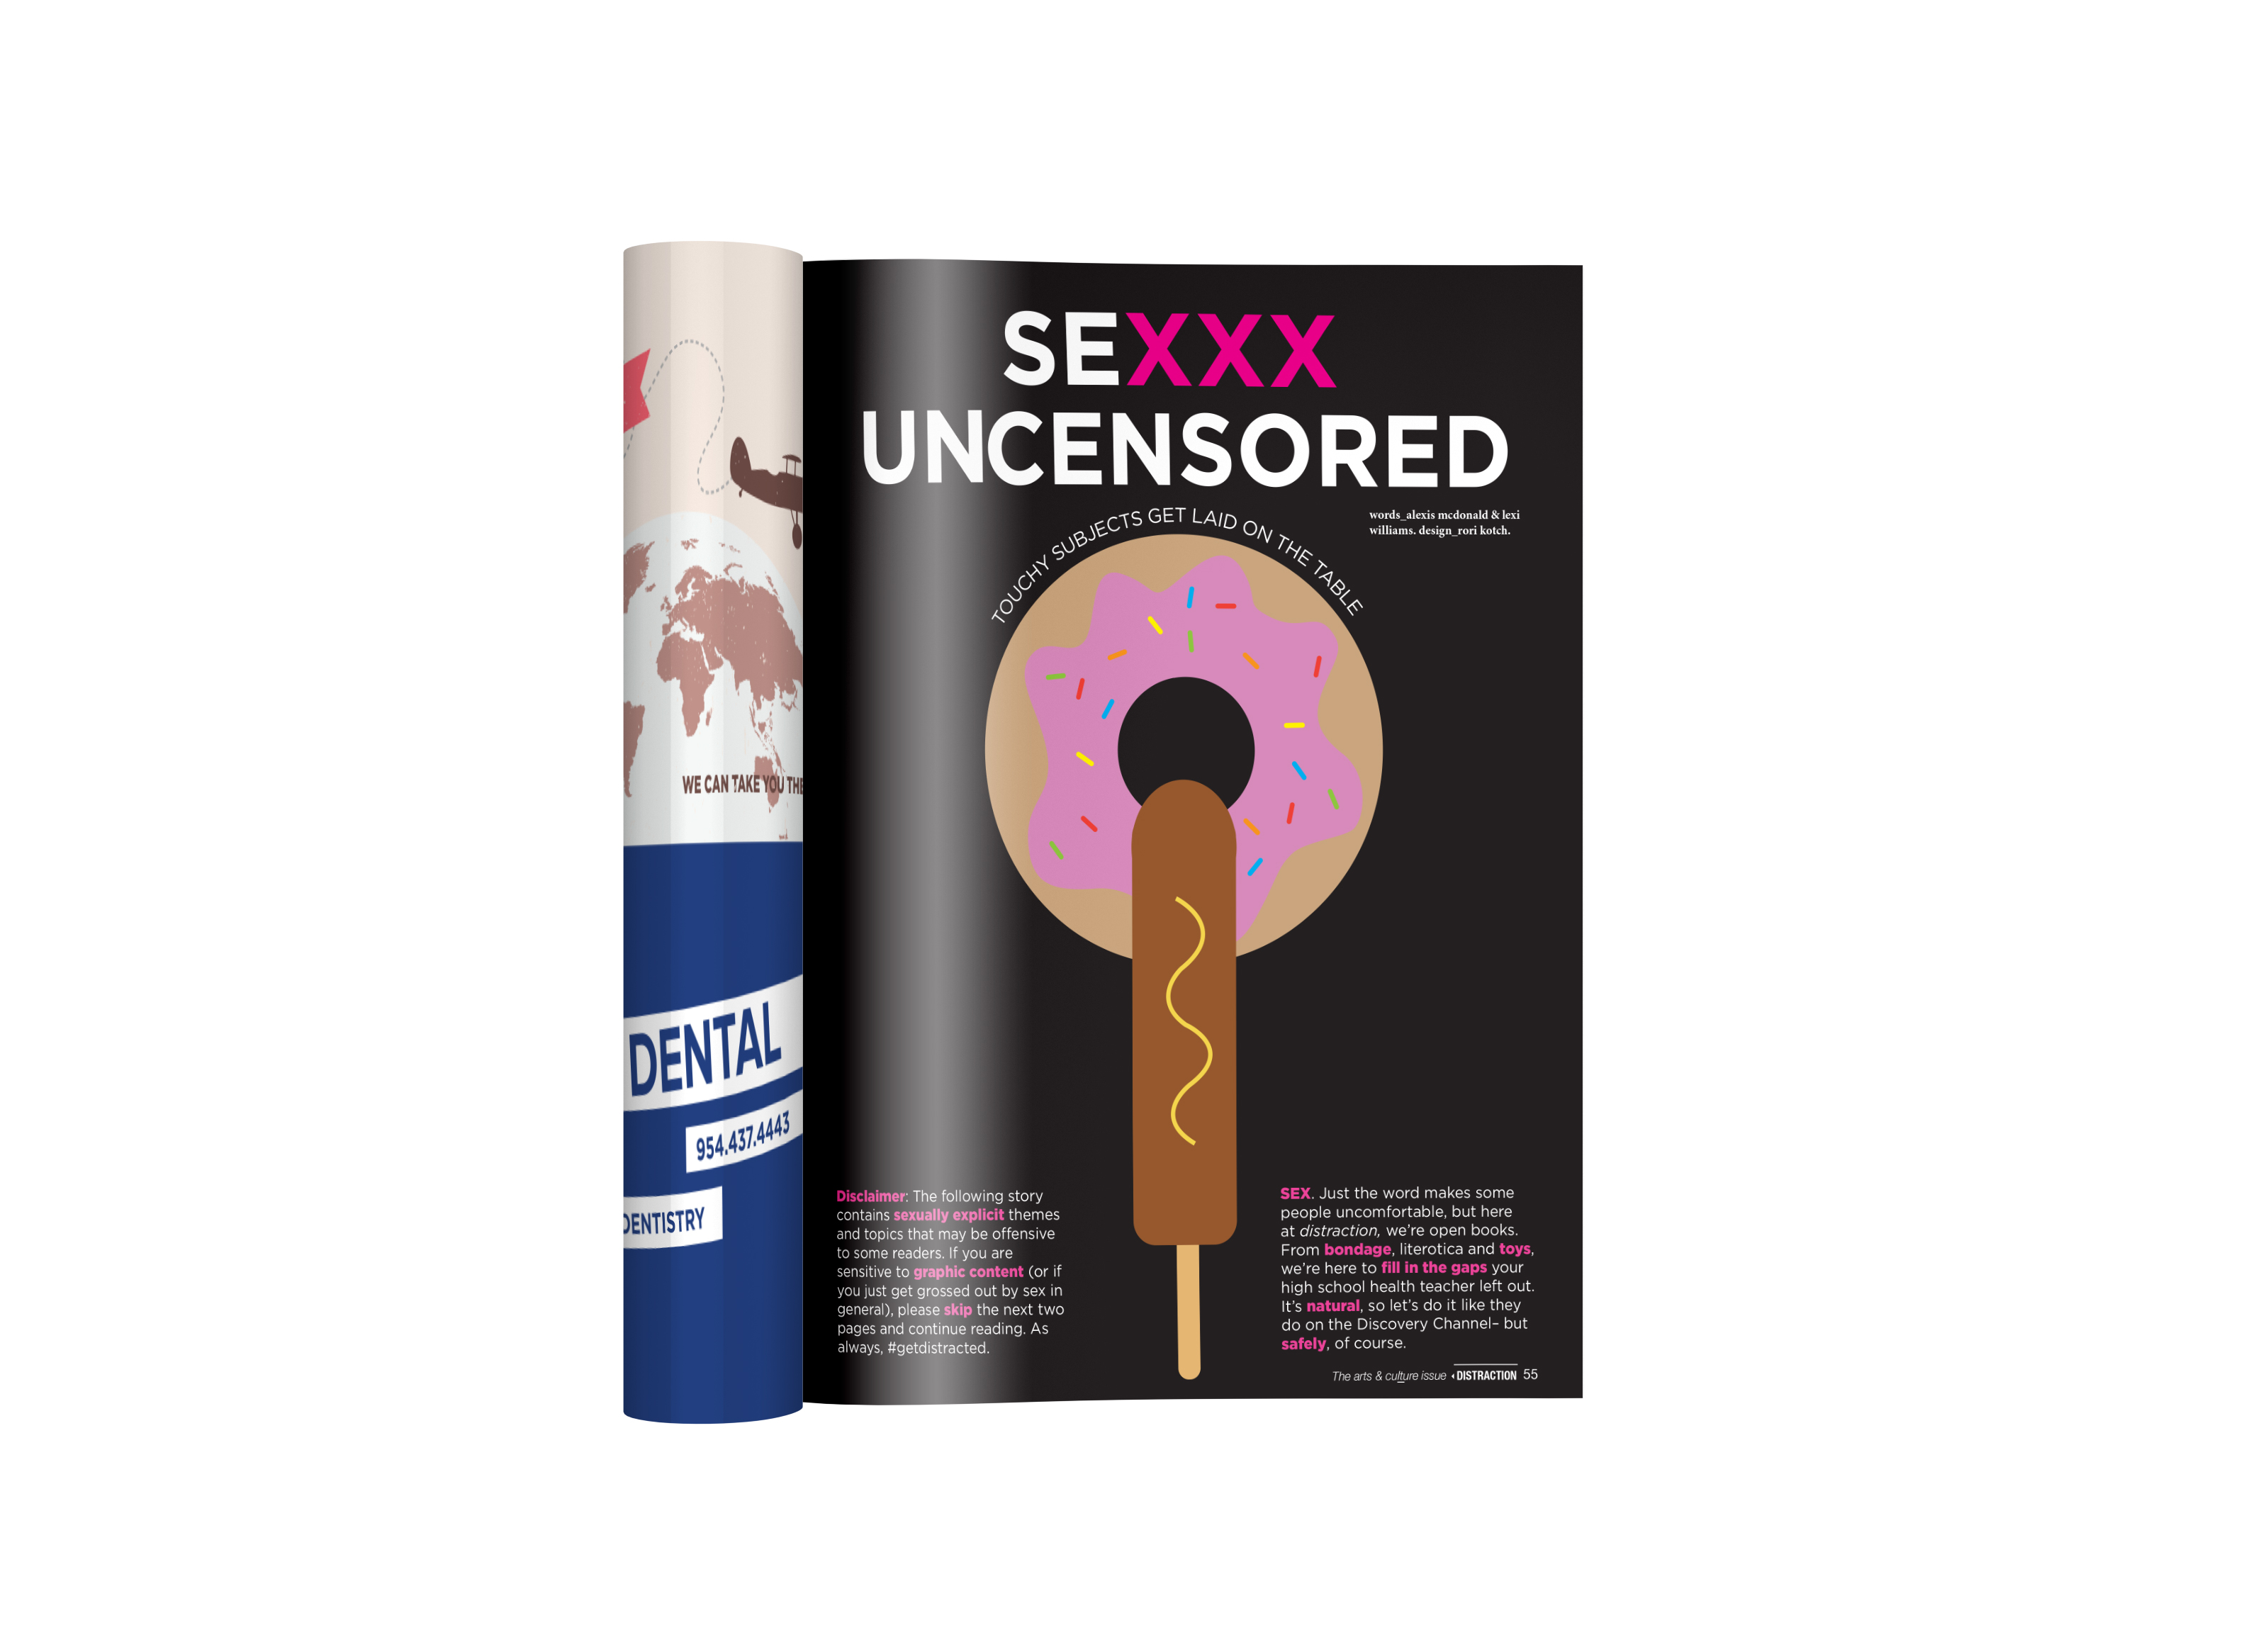 WE CAN TAKE YOU THE
DENTAL
954.437.4443
DENTISTRY
SEXXX
UNCENSORED
words_alexis mcdonald & lexi
williams. design_rori kotch.
TOUCHY SUBJECTS GET LAID ON THE TABLE
Disclaimer: The following story
contains sexually explicit themes
and topics that may be offensive
to some readers. If you are
sensitive to graphic content (or if
you just get grossed out by sex in
general), please skip the next two
pages and continue reading. As
always, #getdistracted.
SEX. Just the word makes some
people uncomfortable, but here
at distraction, we're open books.
From bondage, literotica and toys,
we're here to fill in the gaps your
high school health teacher left out.
It's natural, so let's do it like they
do on the Discovery Channel– but
safely, of course.
The arts & culture issue DISTRACTION 55